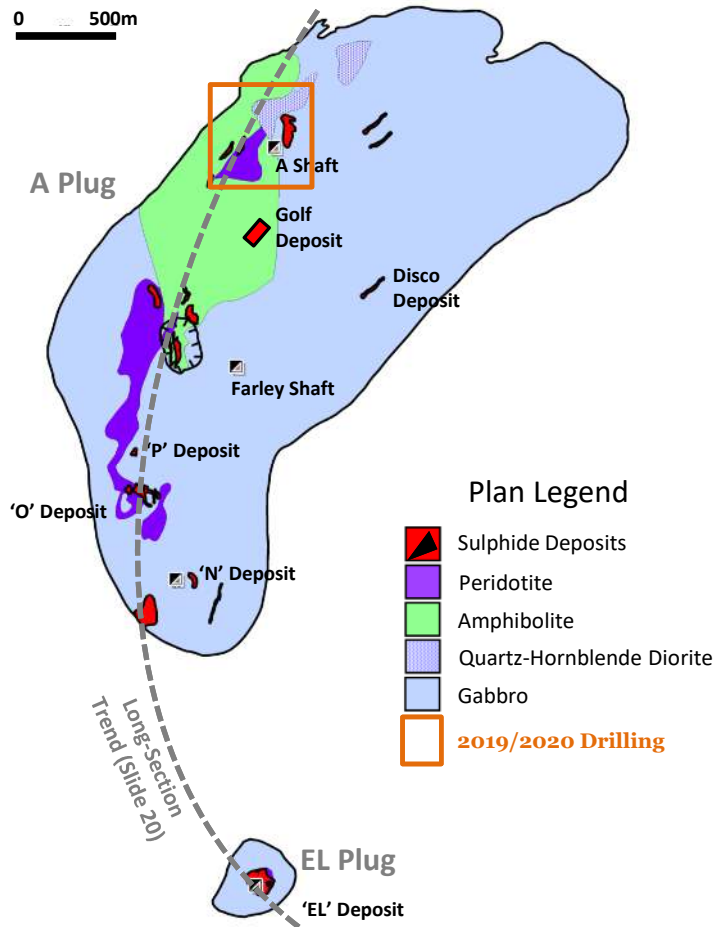 0 500m
A Shaft
A Plug
Golf
Deposit
Disco
Deposit
Farley Shaft
‘P’ Deposit
‘O’ Deposit
‘N’ Deposit
Long-Section
Trend (Slide 20)
EL Plug
‘EL’ Deposit
Plan Legend
Sulphide Deposits
Peridotite
Amphibolite
Quartz-Hornblende Diorite
Gabbro
2019/2020 Drilling